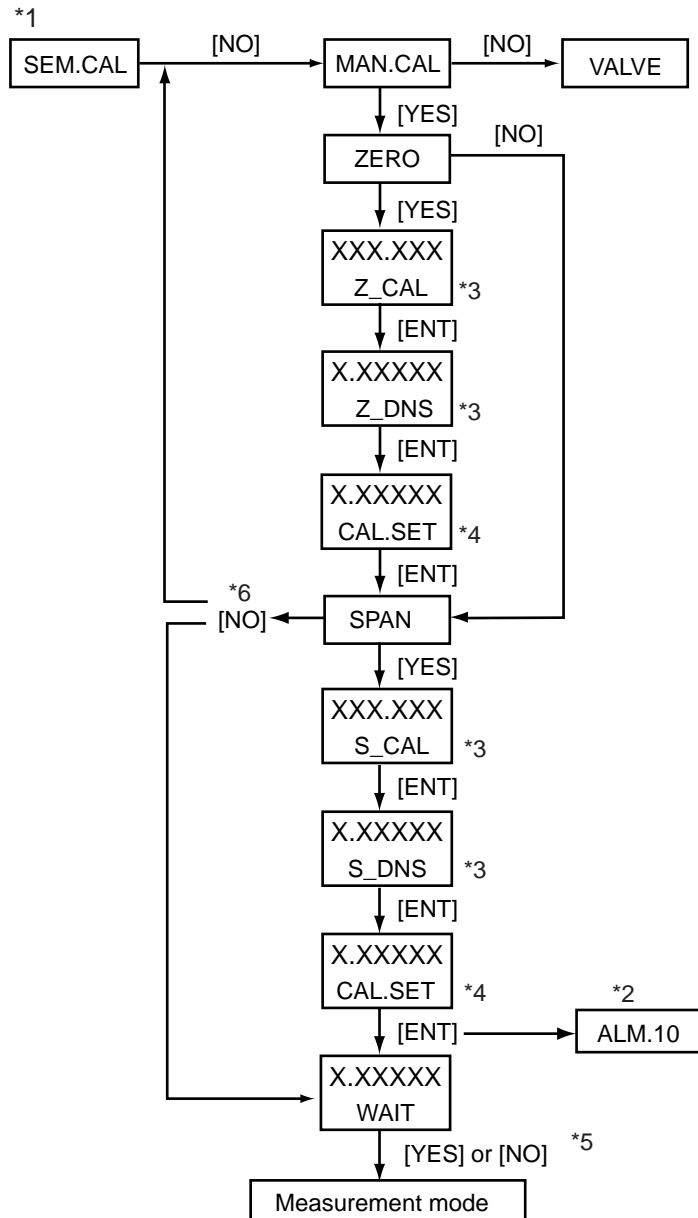 *1
SEM.CAL [NO] MAN.CAL [NO] VALVE
[YES]
ZERO [NO]
[YES]
XXX.XXX
Z_CAL *3
[ENT]
X.XXXXX
Z_DNS *3
[ENT]
X.XXXXX
CAL.SET *4
[ENT]
*6
[NO] SPAN
[YES]
XXX.XXX
S_CAL *3
[ENT]
X.XXXXX
S_DNS *3
[ENT]
X.XXXXX
CAL.SET *4
*2
[ENT] ALM.10
X.XXXXX
WAIT
[YES] or [NO] *5
Measurement mode